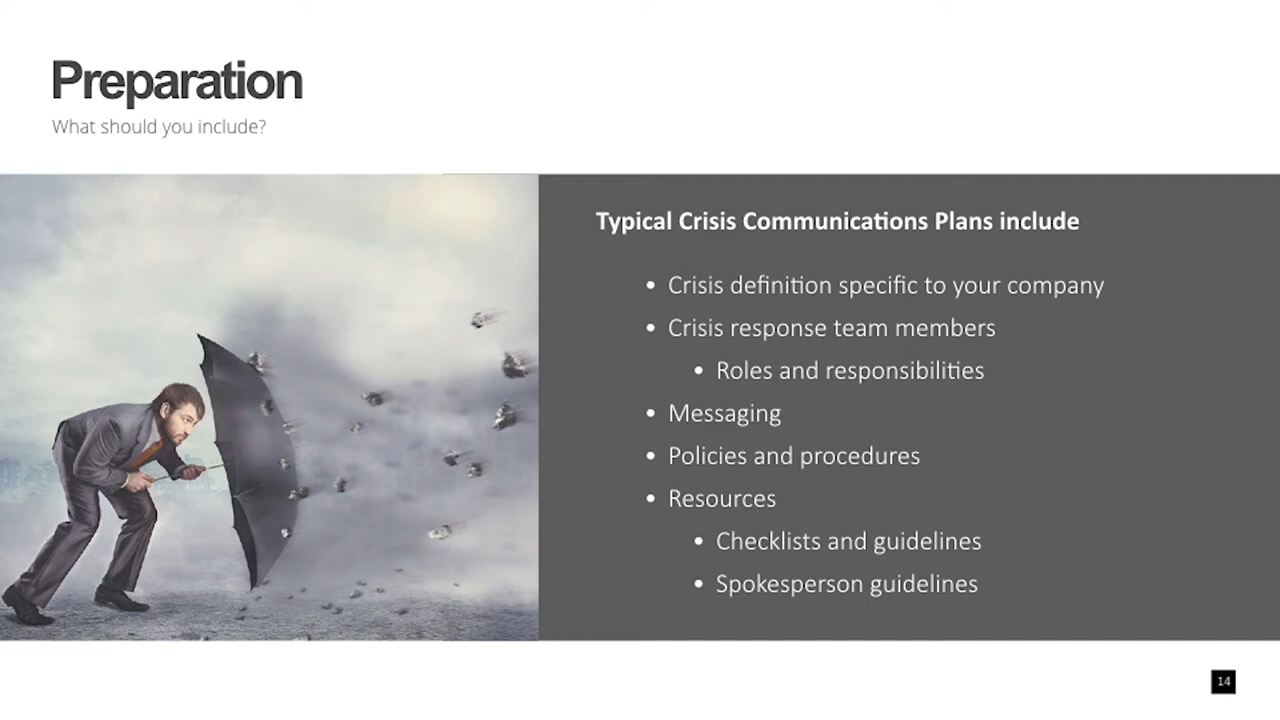 Preparation
What should you include?
Typical Crisis Communications Plans include
• Crisis definition specific to your company
• Crisis response team members
• Roles and responsibilities
• Messaging
• Policies and procedures
• Resources
• Checklists and guidelines
• Spokesperson guidelines
14